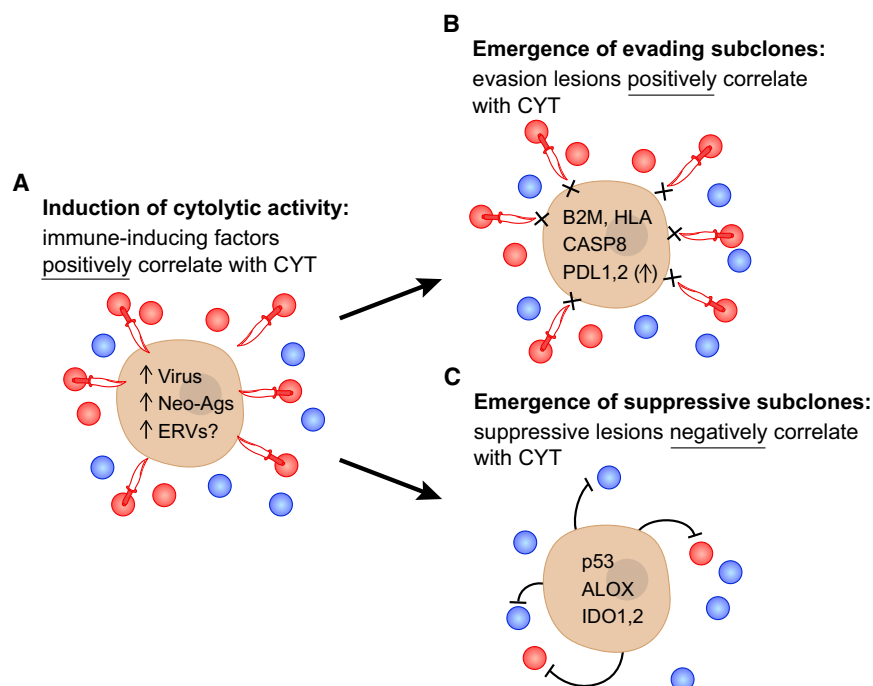 A
Induction of cytolytic activity:
immune-inducing factors
positively correlate with CYT
↑ Virus
↑ Neo-Ags
↑ ERVs?
B
Emergence of evading subclones:
evasion lesions positively correlate
with CYT
B2M, HLA
CASP8
PDL1,2 (↑)
C
Emergence of suppressive subclones:
suppressive lesions negatively correlate
with CYT
p53
ALOX
IDO1,2